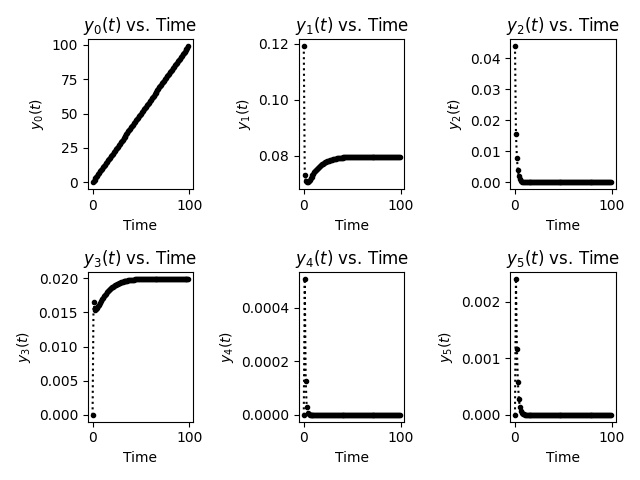 y₀(t) vs. Time
y₁(t) vs. Time
y₂(t) vs. Time
100
75
50
25
0
y₀(t)
0
100
Time
0.12
0.10
0.08
y₁(t)
0
100
Time
0.04
0.03
0.02
0.01
0.00
y₂(t)
0
100
Time
y₃(t) vs. Time
y₄(t) vs. Time
y₅(t) vs. Time
0.020
0.015
0.010
0.005
0.000
y₃(t)
0
100
Time
0.0004
0.0002
0.0000
y₄(t)
0
100
Time
0.002
0.001
0.000
y₅(t)
0
100
Time